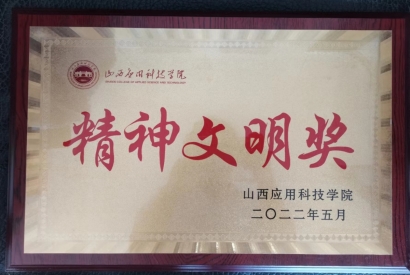 山西应用科技学院
精神文明奖
山西应用科技学院
二〇二二年五月